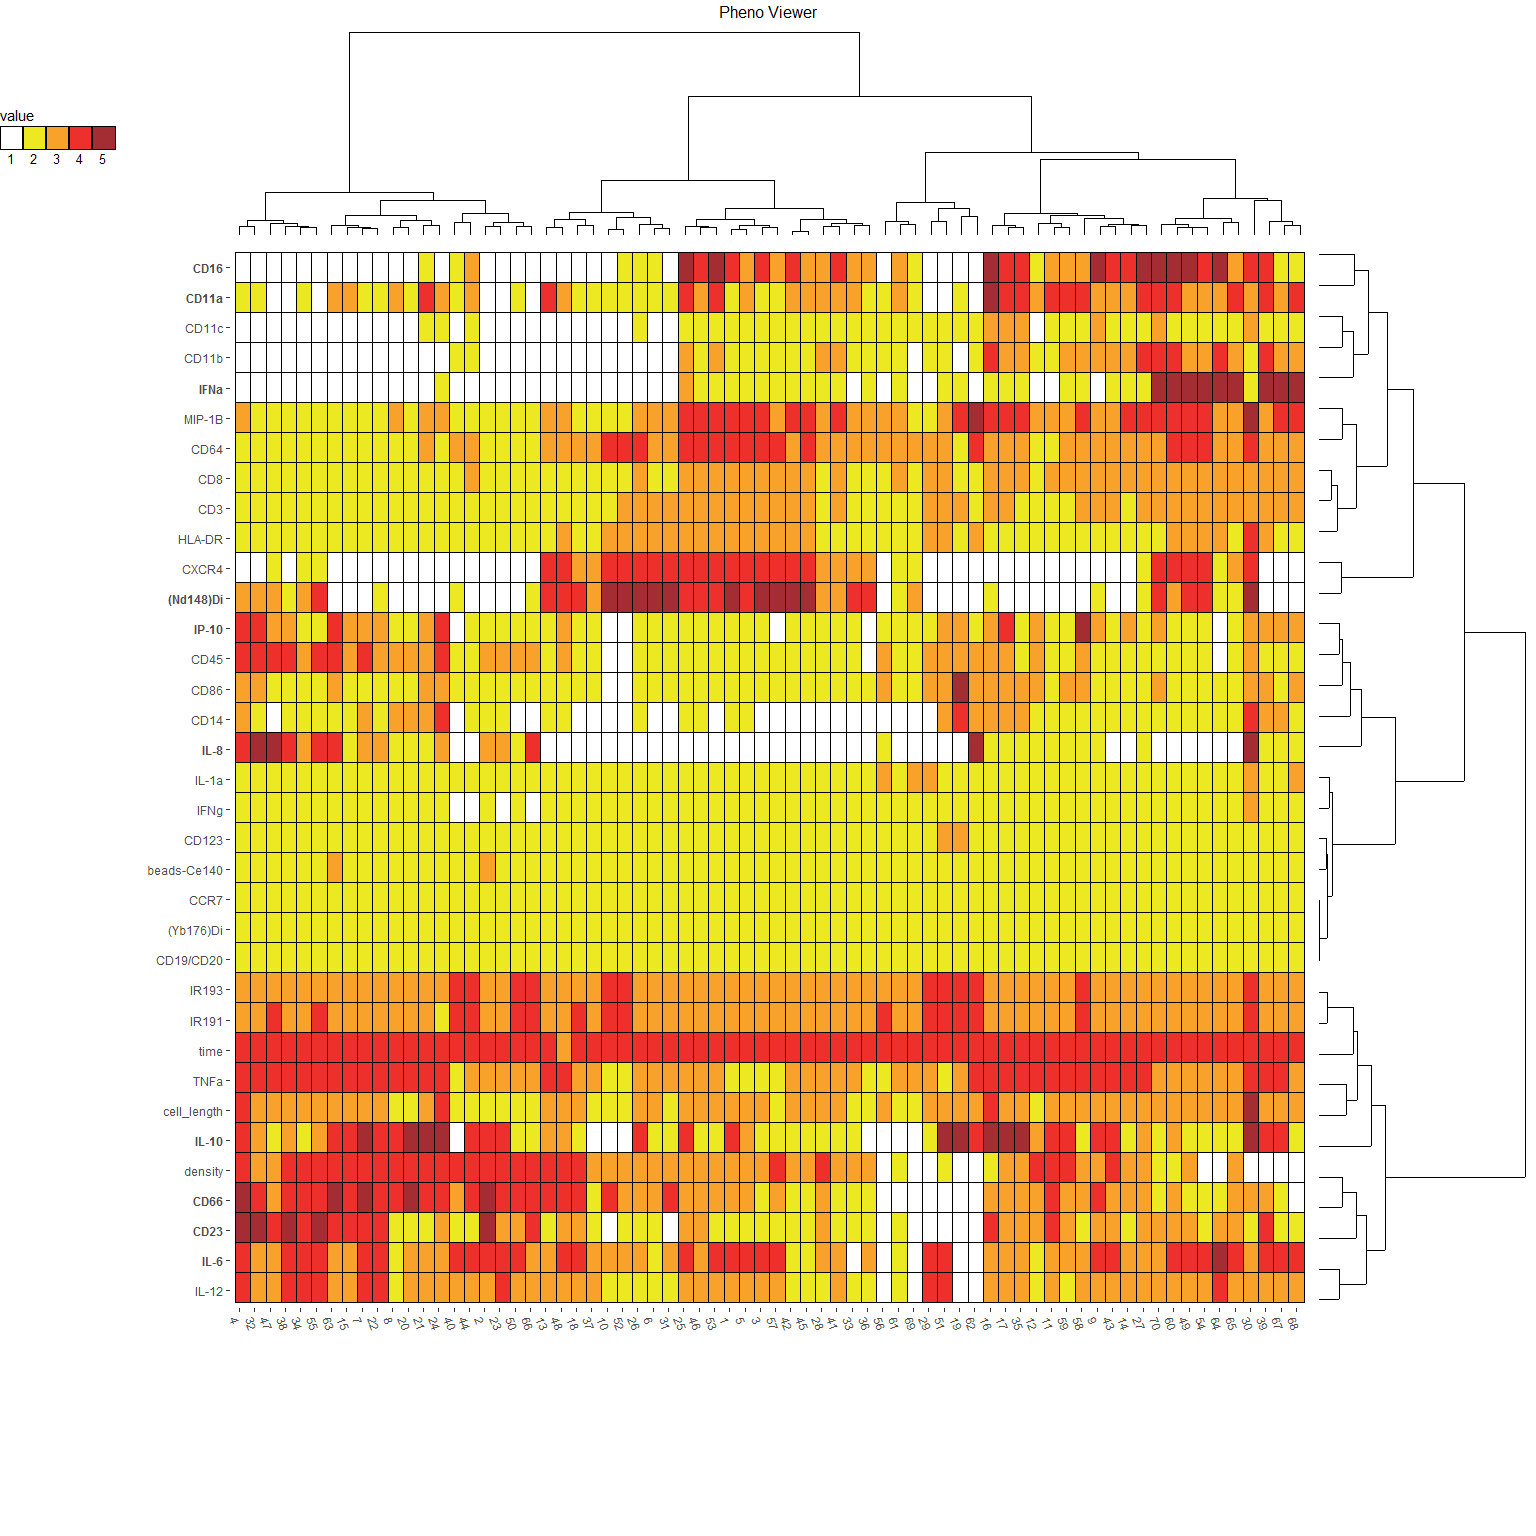 Pheno Viewer
value
1 2 3 4 5
CD16
CD11a
CD11c
CD11b
IFNa
MIP-1B
CD64
CD8
CD3
HLA-DR
CXCR4
(Nd148)Di
IP-10
CD45
CD86
CD14
IL-8
IL-1a
IFNg
CD123
beads-Ce140
CCR7
(Yb176)Di
CD19/CD20
IR193
IR191
time
TNFa
cell_length
IL-10
density
CD66
CD23
IL-6
IL-12
4 32 47 38 34 55 63 15 7 22 8 20 21 24 40 44 2 23 50 66 13 48 18 37 10 52 26 6 31 25 46 53 1 5 3 57 42 45 28 41 33 36 56 61 69 29 51 19 62 16 17 35 12 11 59 58 9 43 14 27 70 60 49 54 64 65 30 39 67 68